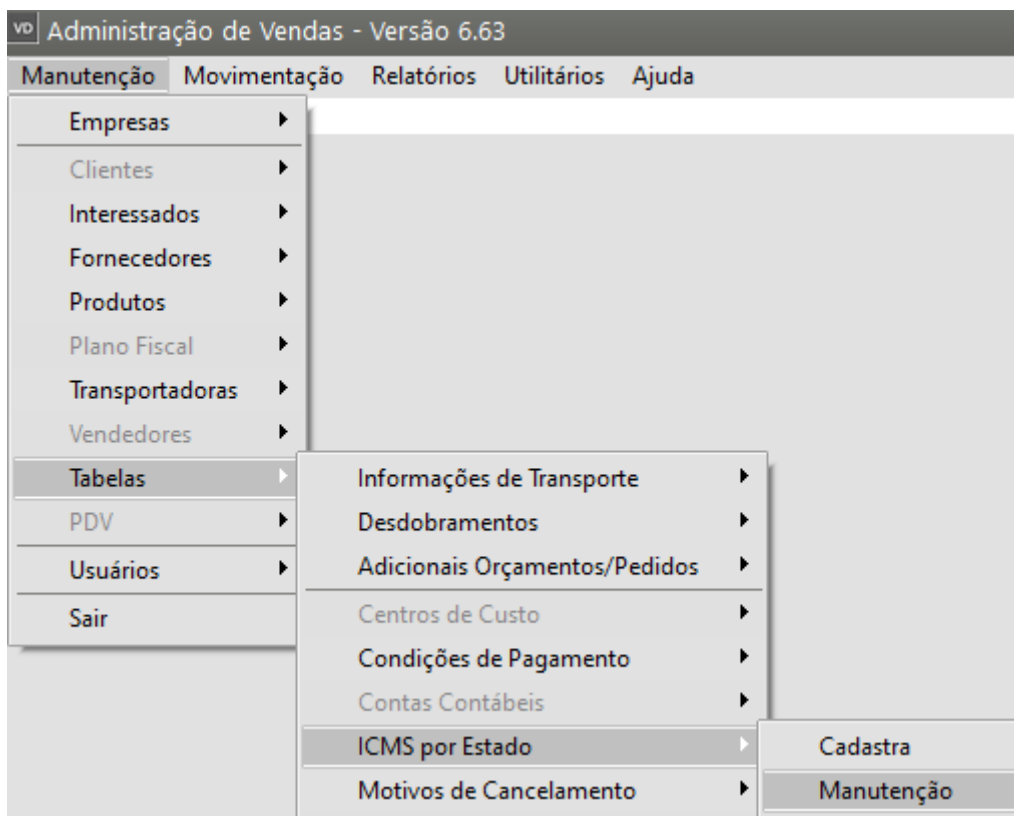 VD Administração de Vendas - Versão 6.63
Manutenção Movimentação Relatórios Utilitários Ajuda
Empresas
Clientes
Interessados
Fornecedores
Produtos
Plano Fiscal
Transportadoras
Vendedores
Tabelas
PDV
Usuários
Sair
Informações de Transporte
Desdobramentos
Adicionais Orçamentos/Pedidos
Centros de Custo
Condições de Pagamento
Contas Contábeis
ICMS por Estado
Motivos de Cancelamento
Cadastra
Manutenção